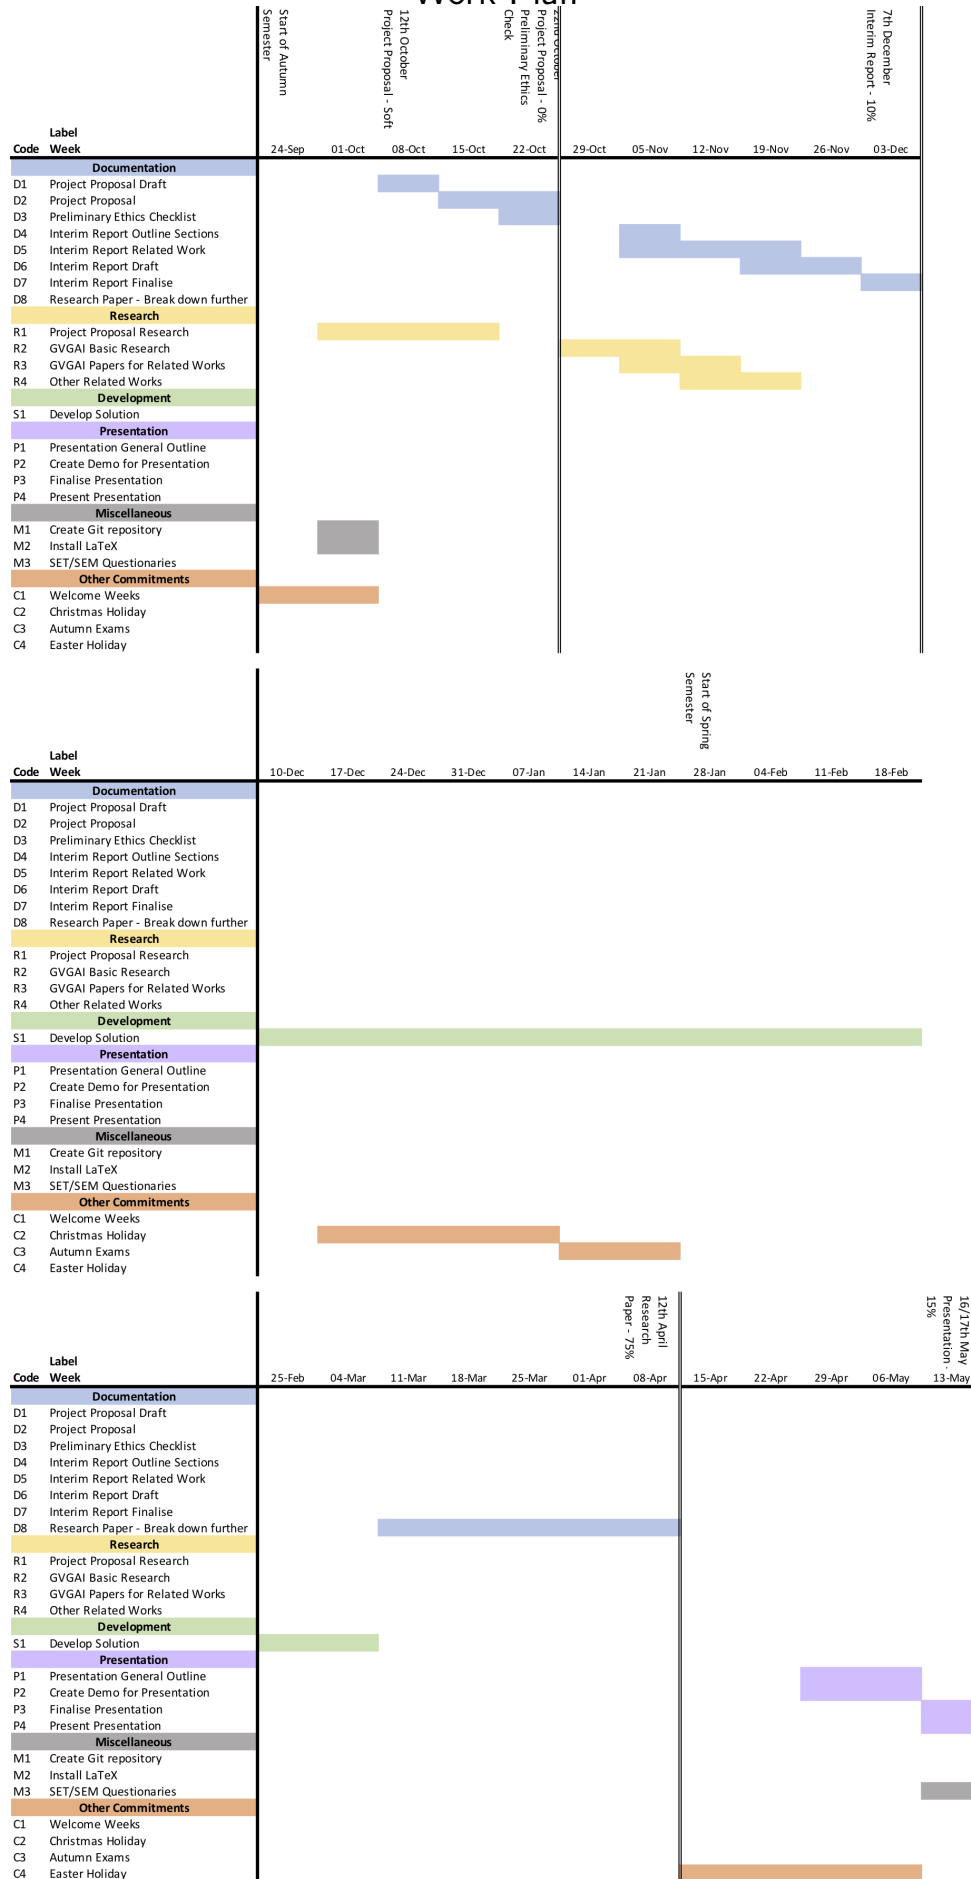 Work Plan
Start of Autumn
Semester
12th October
Project Proposal - Soft
22nd October
Project Proposal - 0%
Preliminary Ethics
Check
7th December
Interim Report - 10%
Label
Code Week 24-Sep 01-Oct 08-Oct 15-Oct 22-Oct 29-Oct 05-Nov 12-Nov 19-Nov 26-Nov 03-Dec
Documentation
D1 Project Proposal Draft
D2 Project Proposal
D3 Preliminary Ethics Checklist
D4 Interim Report Outline Sections
D5 Interim Report Related Work
D6 Interim Report Draft
D7 Interim Report Finalise
D8 Research Paper - Break down further
Research
R1 Project Proposal Research
R2 GVGAI Basic Research
R3 GVGAI Papers for Related Works
R4 Other Related Works
Development
S1 Develop Solution
Presentation
P1 Presentation General Outline
P2 Create Demo for Presentation
P3 Finalise Presentation
P4 Present Presentation
Miscellaneous
M1 Create Git repository
M2 Install LaTeX
M3 SET/SEM Questionaries
Other Commitments
C1 Welcome Weeks
C2 Christmas Holiday
C3 Autumn Exams
C4 Easter Holiday
Start of Spring
Semester
Label
Code Week 10-Dec 17-Dec 24-Dec 31-Dec 07-Jan 14-Jan 21-Jan 28-Jan 04-Feb 11-Feb 18-Feb
Documentation
D1 Project Proposal Draft
D2 Project Proposal
D3 Preliminary Ethics Checklist
D4 Interim Report Outline Sections
D5 Interim Report Related Work
D6 Interim Report Draft
D7 Interim Report Finalise
D8 Research Paper - Break down further
Research
R1 Project Proposal Research
R2 GVGAI Basic Research
R3 GVGAI Papers for Related Works
R4 Other Related Works
Development
S1 Develop Solution
Presentation
P1 Presentation General Outline
P2 Create Demo for Presentation
P3 Finalise Presentation
P4 Present Presentation
Miscellaneous
M1 Create Git repository
M2 Install LaTeX
M3 SET/SEM Questionaries
Other Commitments
C1 Welcome Weeks
C2 Christmas Holiday
C3 Autumn Exams
C4 Easter Holiday
12th April
Research
Paper - 75%
16/17th May
Presentation -
15%
Label
Code Week 25-Feb 04-Mar 11-Mar 18-Mar 25-Mar 01-Apr 08-Apr 15-Apr 22-Apr 29-Apr 06-May 13-May
Documentation
D1 Project Proposal Draft
D2 Project Proposal
D3 Preliminary Ethics Checklist
D4 Interim Report Outline Sections
D5 Interim Report Related Work
D6 Interim Report Draft
D7 Interim Report Finalise
D8 Research Paper - Break down further
Research
R1 Project Proposal Research
R2 GVGAI Basic Research
R3 GVGAI Papers for Related Works
R4 Other Related Works
Development
S1 Develop Solution
Presentation
P1 Presentation General Outline
P2 Create Demo for Presentation
P3 Finalise Presentation
P4 Present Presentation
Miscellaneous
M1 Create Git repository
M2 Install LaTeX
M3 SET/SEM Questionaries
Other Commitments
C1 Welcome Weeks
C2 Christmas Holiday
C3 Autumn Exams
C4 Easter Holiday